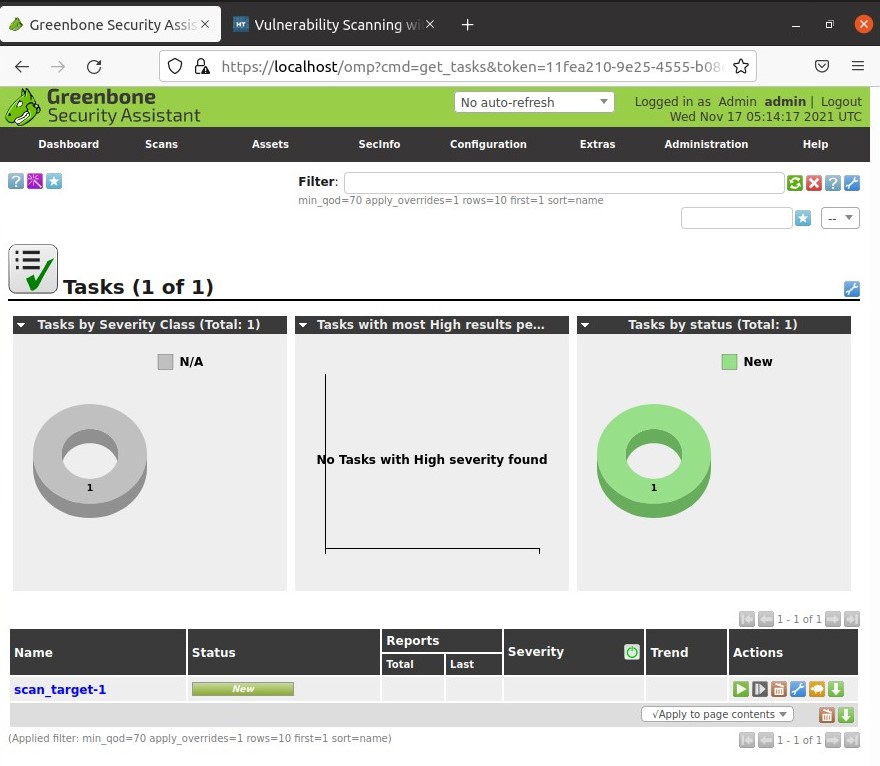 Greenbone Security Assis
HT Vulnerability Scanning wi
https://localhost/omp?cmd=get_tasks&token=11fea210-9e25-4555-b08
Greenbone
Security Assistant
No auto-refresh
Logged in as Admin admin | Logout
Wed Nov 17 05:14:17 2021 UTC
Dashboard Scans Assets SecInfo Configuration Extras Administration Help
Filter:
min_qod=70 apply_overrides=1 rows=10 first=1 sort=name
--
Tasks (1 of 1)
Tasks by Severity Class (Total: 1)
N/A
1
Tasks with most High results pe...
No Tasks with High severity found
Tasks by status (Total: 1)
New
1
1 - 1 of 1
Name Status Reports Severity Trend Actions
Total Last
scan_target-1 New
√Apply to page contents
(Applied filter: min_qod=70 apply_overrides=1 rows=10 first=1 sort=name)
1 - 1 of 1